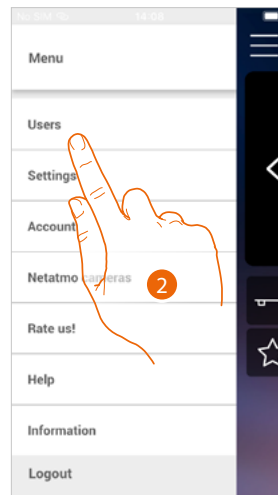 No SIM
14:08
Menu
Users
Settings
Account
Netatmo cameras
2
Rate us!
Help
Information
Logout